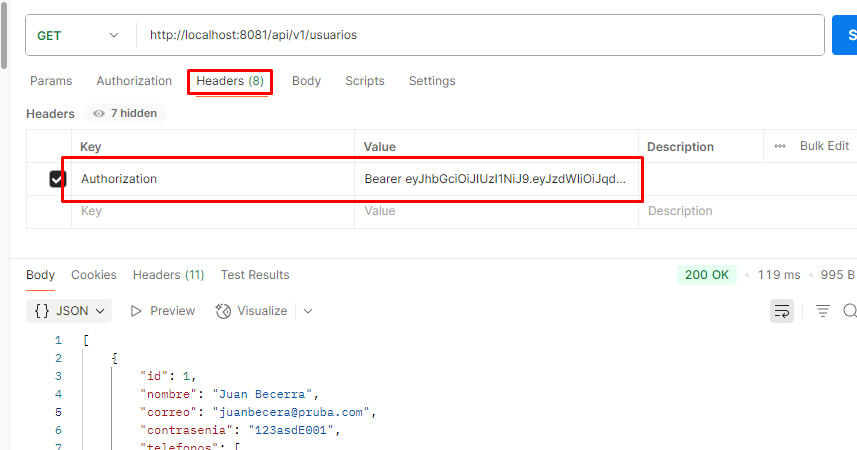 GET http://localhost:8081/api/v1/usuarios S
Params Authorization Headers (8) Body Scripts Settings
Headers 7 hidden
Key Value Description ••• Bulk Edit
Authorization Bearer eyJhbGciOiJIUzI1NiJ9.eyJzdWIiOiJqd...
Key Value Description
Body Cookies Headers (11) Test Results 200 OK • 119 ms • 995 B
{} JSON Preview Visualize
1 [
2 {
3 "id": 1,
4 "nombre": "Juan Becerra",
5 "correo": "juanbecera@pruba.com",
6 "contrasenia": "123asdE001",
7 "telefonos": [